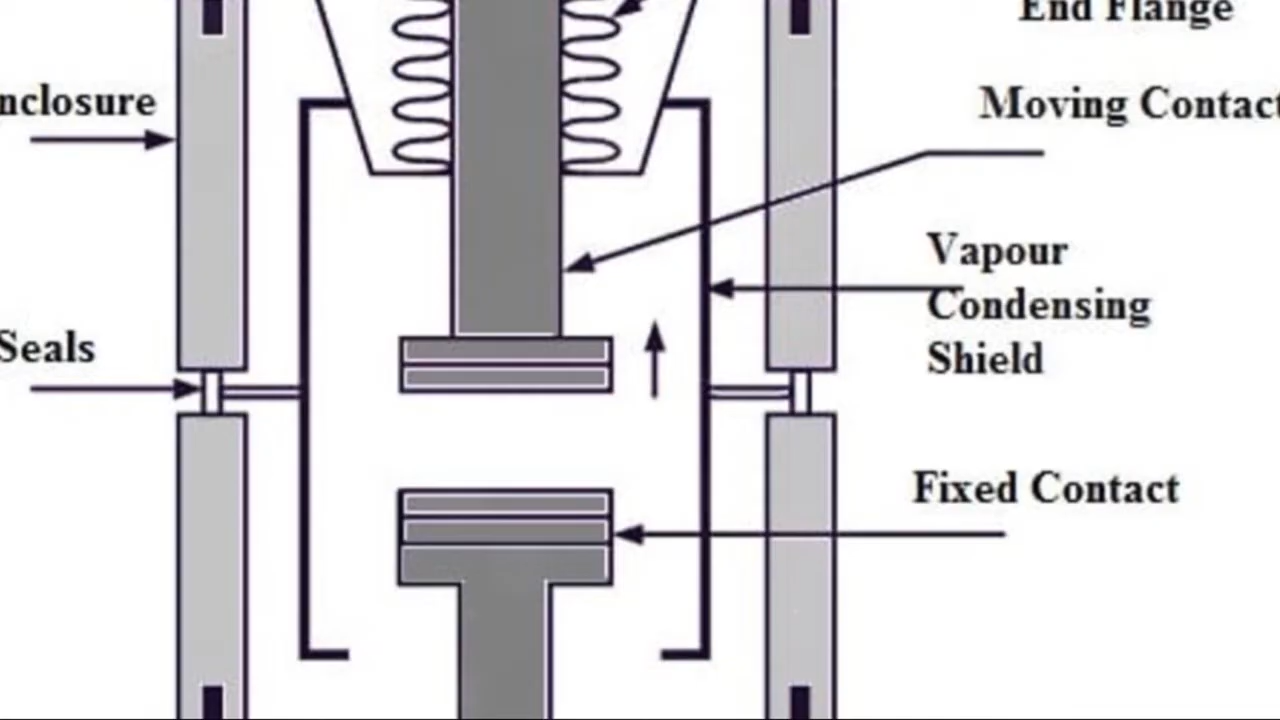 End Flange
nclosure
Moving Contact
Vapour
Condensing
Shield
Seals
Fixed Contact